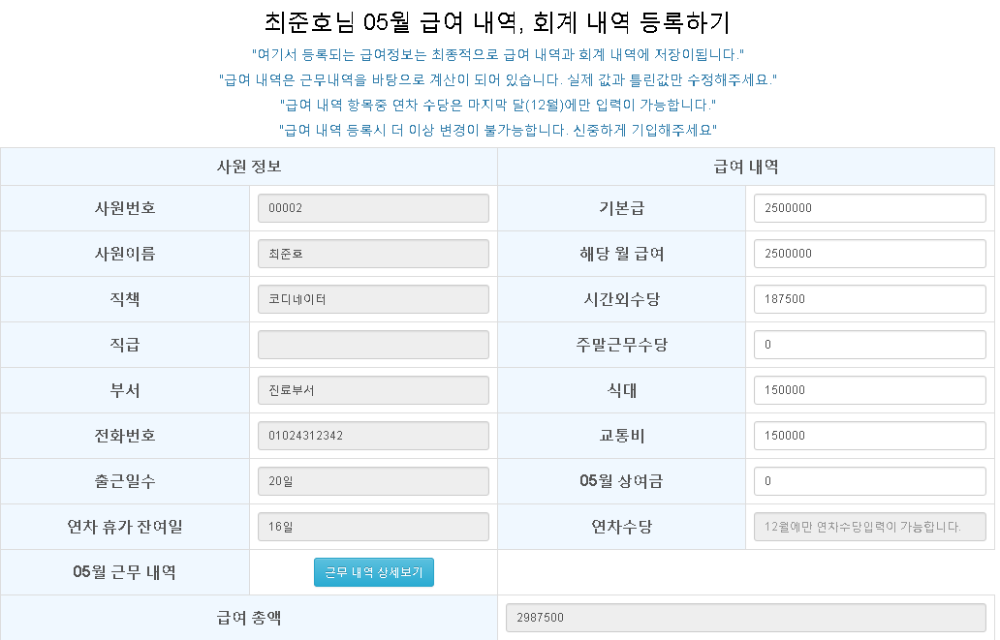 최준호님 05월 급여 내역, 회계 내역 등록하기
"여기서 등록되는 급여정보는 최종적으로 급여 내역과 회계 내역에 저장이됩니다."
"급여 내역은 근무내역을 바탕으로 계산이 되어 있습니다. 실제 값과 틀린값만 수정해주세요."
"급여 내역 항목중 연차 수당은 마지막 달(12월)에만 입력이 가능합니다."
"급여 내역 등록시 더 이상 변경이 불가능합니다. 신중하게 기입해주세요"
사원 정보 급여 내역
사원번호 00002 기본급 2500000
사원이름 최준호 해당 월 급여 2500000
직책 코디네이터 시간외수당 187500
직급 주말근무수당 0
부서 진료부서 식대 150000
전화번호 01024312342 교통비 150000
출근일수 20일 05월 상여금 0
연차 휴가 잔여일 16일 연차수당 12월에만 연차수당입력이 가능합니다.
05월 근무 내역 근무 내역 상세보기
급여 총액 2987500